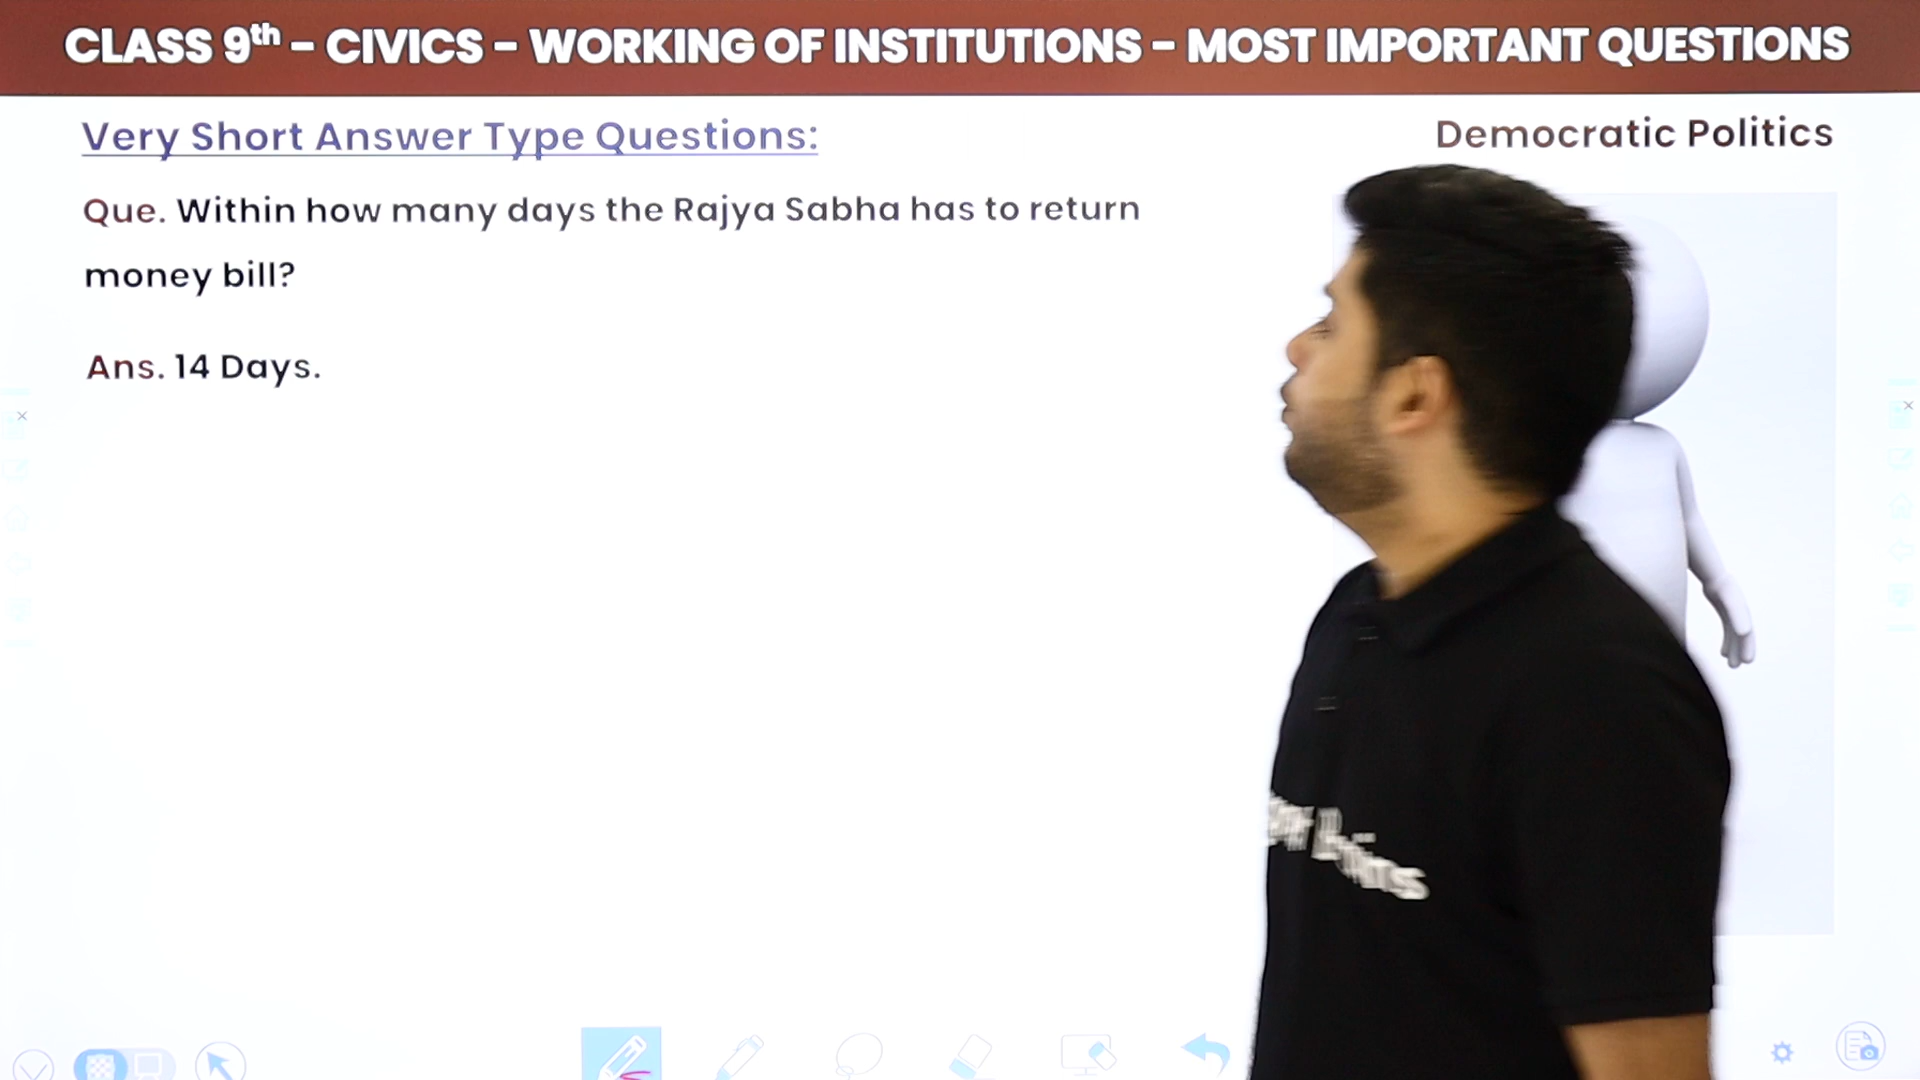 CLASS 9th - CIVICS - WORKING OF INSTITUTIONS - MOST IMPORTANT QUESTIONS
Very Short Answer Type Questions:
Democratic Politics
Que. Within how many days the Rajya Sabha has to return
money bill?
Ans. 14 Days.